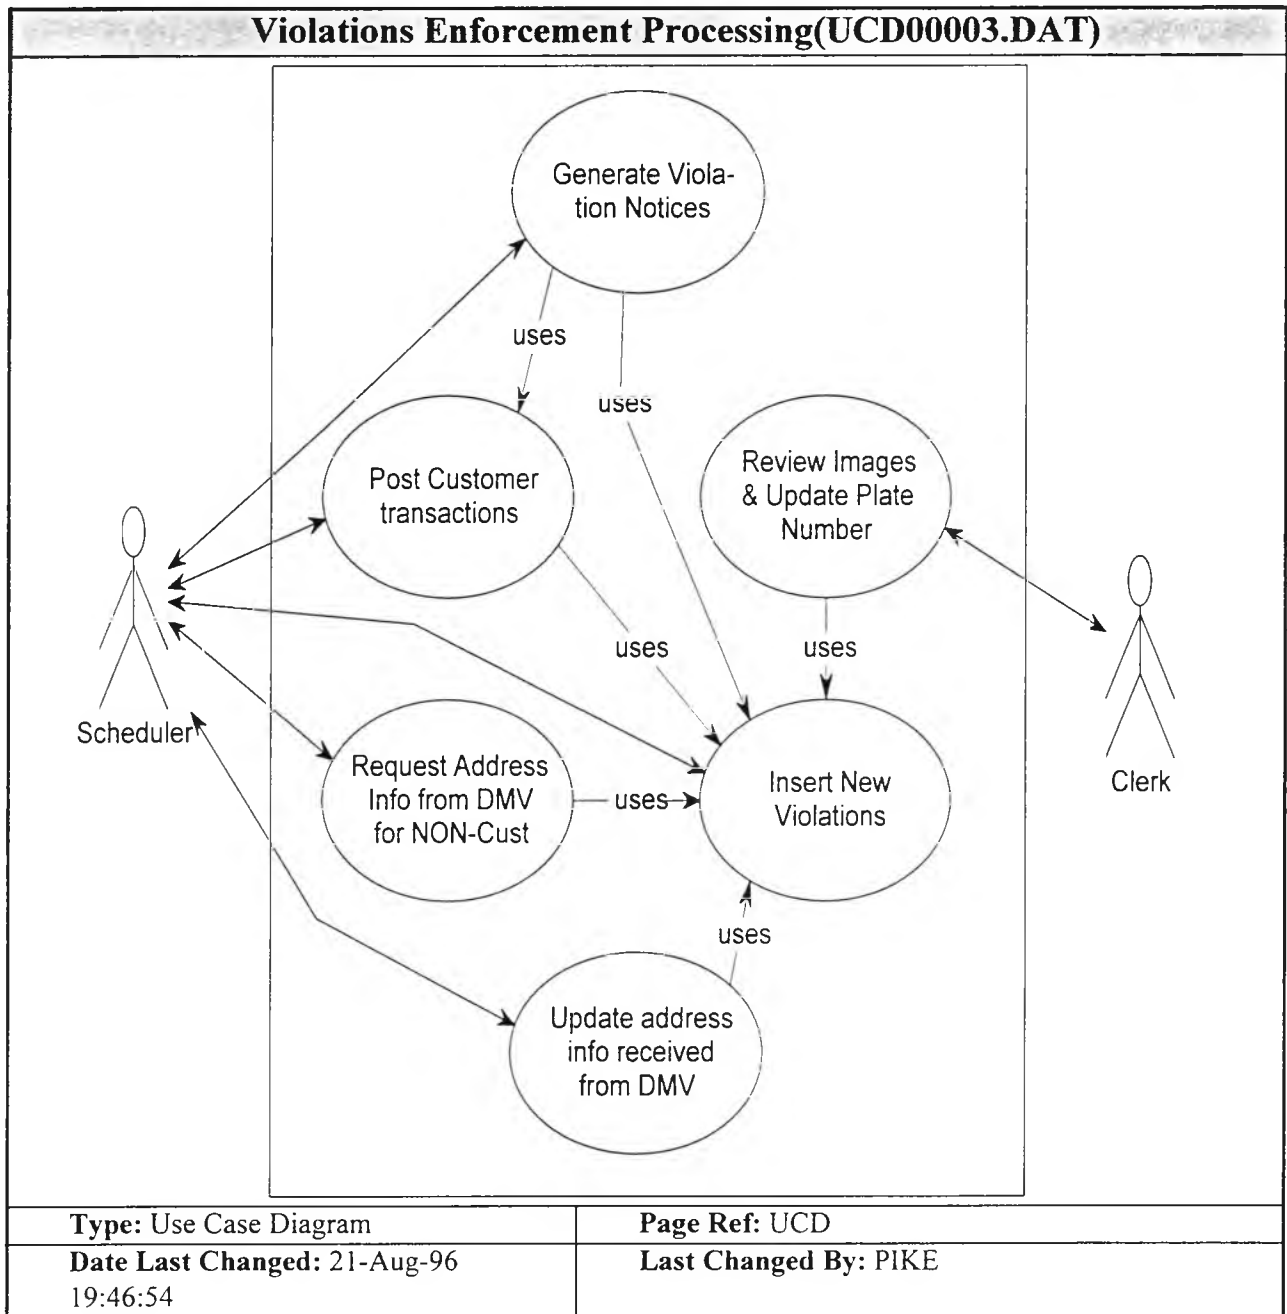 Violations Enforcement Processing(UCD00003.DAT)
Generate Viola-
tion Notices
uses
uses
Post Customer
transactions
Review Images
& Update Plate
Number
uses
uses
Scheduler
Request Address
Info from DMV
for NON-Cust
uses
Insert New
Violations
Clerk
uses
Update address
info received
from DMV
Type: Use Case Diagram
Page Ref: UCD
Date Last Changed: 21-Aug-96
19:46:54
Last Changed By: PIKE